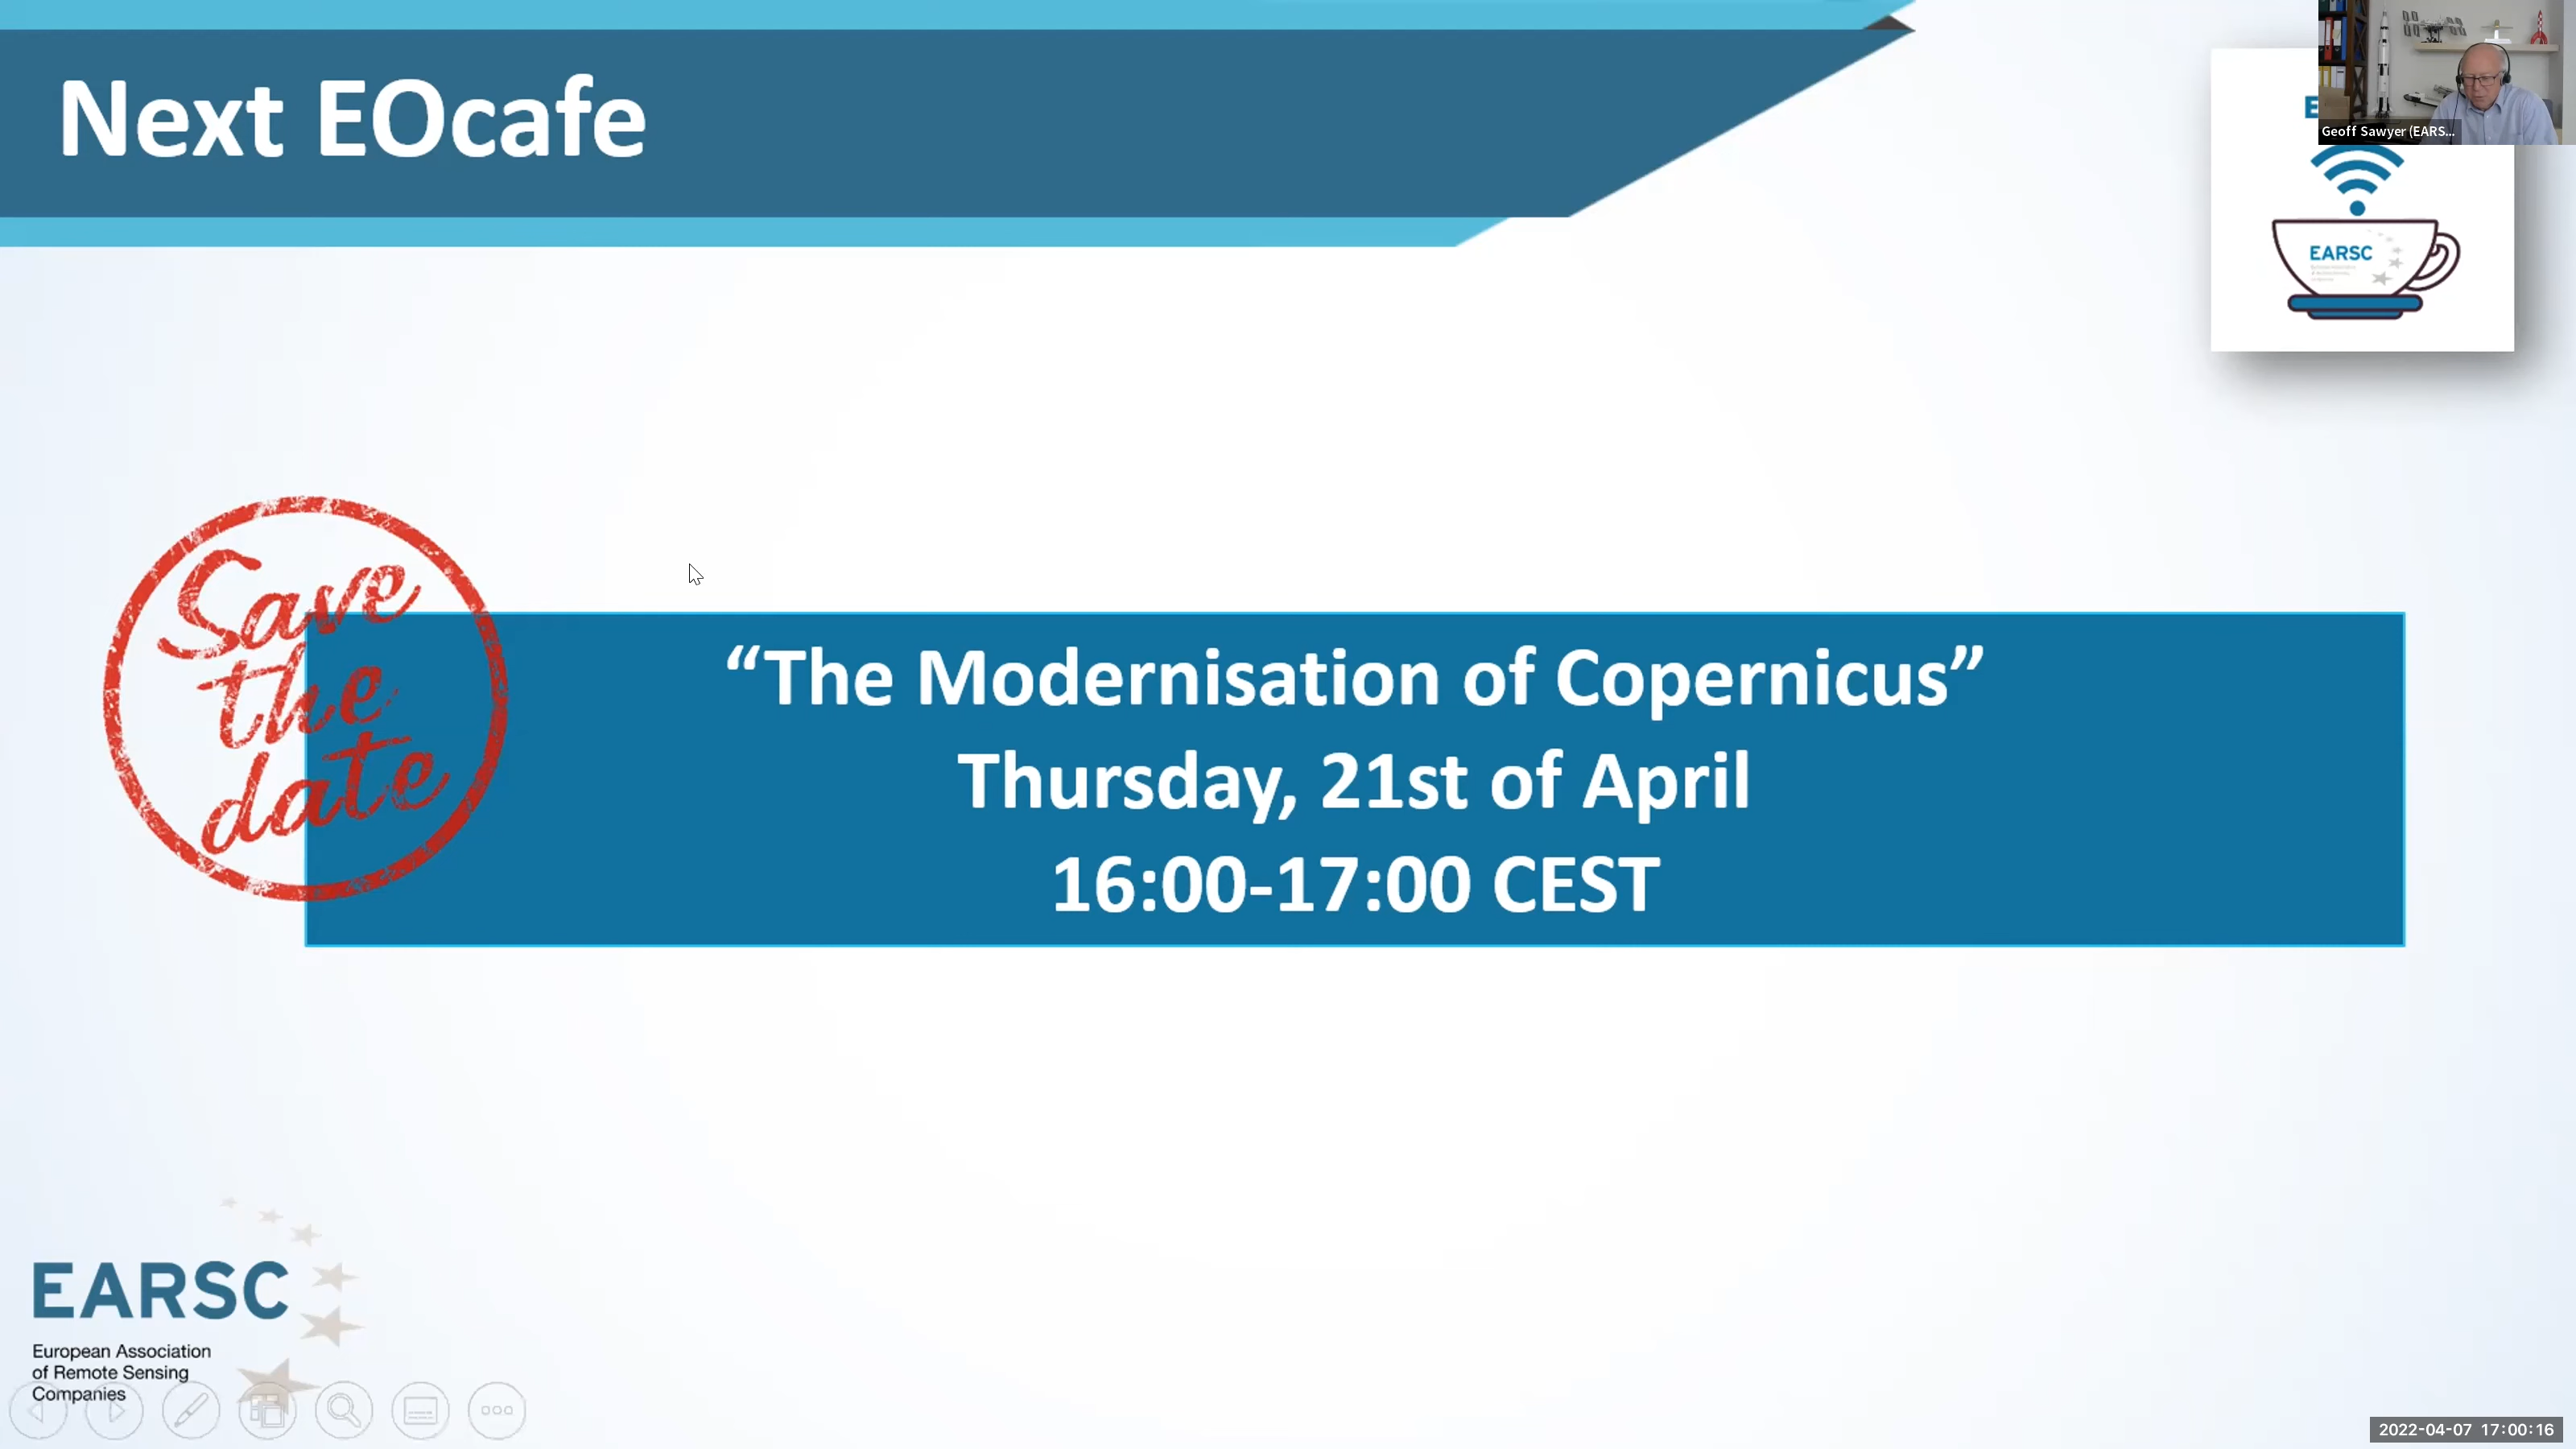 Next EOcafe
Geoff Sawyer (EARS...
EARSC
Save
the
date
“The Modernisation of Copernicus”
Thursday, 21st of April
16:00-17:00 CEST
EARSC
European Association
of Remote Sensing
Companies
2022-04-07 17:00:16